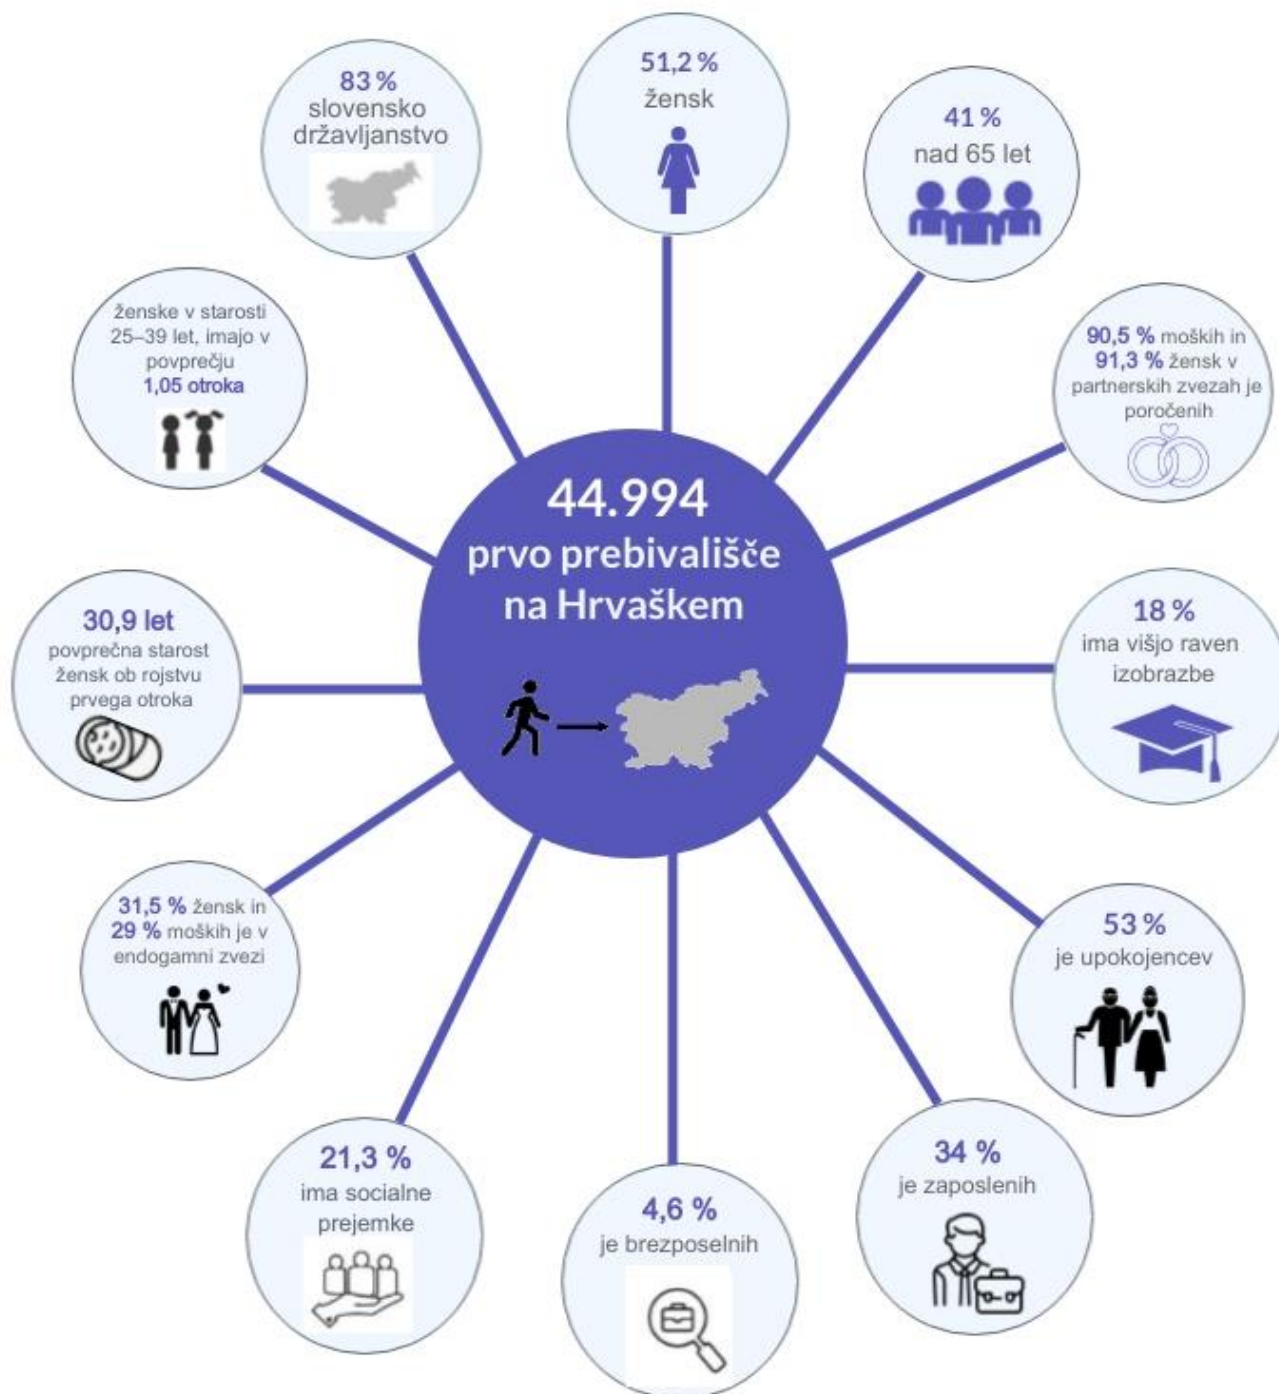 44.994
prvo prebivališče
na Hrvaškem
51,2 %
žensk
41 %
nad 65 let
90,5 % moških in
91,3 % žensk v
partnerskih zvezah je
poročenih
18 %
ima višjo raven
izobrazbe
53 %
je upokojencev
34 %
je zaposlenih
4,6 %
je brezposelnih
21,3 %
ima socialne
prejemke
31,5 % žensk in
29 % moških je v
endogamni zvezi
30,9 let
povprečna starost
žensk ob rojstvu
prvega otroka
ženske v starosti
25–39 let, imajo v
povprečju
1,05 otroka
83 %
slovensko
državljanstvo